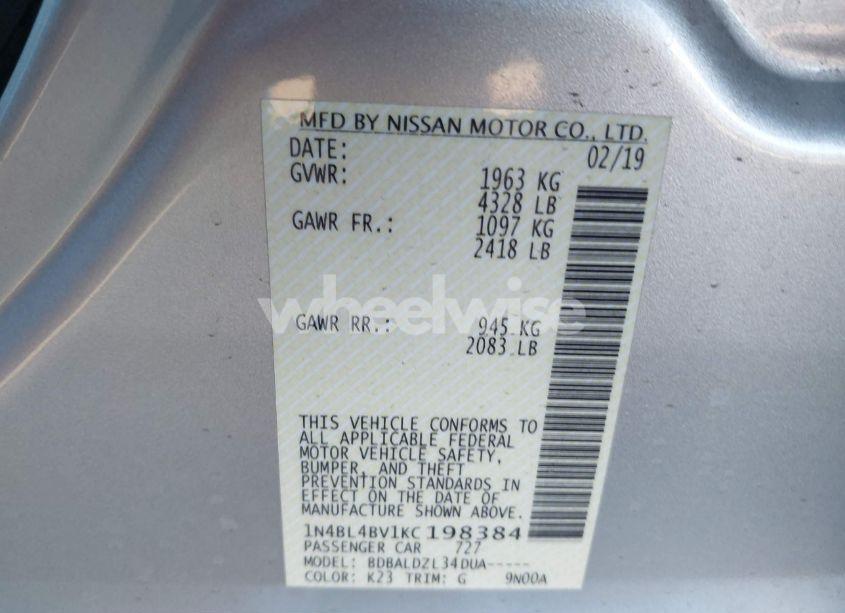 MFD BY NISSAN MOTOR CO., LTD.
DATE: 02/19
GVWR: 1963 KG
4328 LB
GAWR FR.: 1097 KG
2418 LB
wheelwise
GAWR RR.: 945 KG
2083 LB
THIS VEHICLE CONFORMS TO
ALL APPLICABLE FEDERAL
MOTOR VEHICLE SAFETY,
BUMPER, AND THEFT
PREVENTION STANDARDS IN
EFFECT ON THE DATE OF
MANUFACTURE SHOWN ABOVE.
1N4BL4BV1KC198384
PASSENGER CAR 727
MODEL: BDBALDZL34DUA-----
COLOR: K23 TRIM: G 9N00A